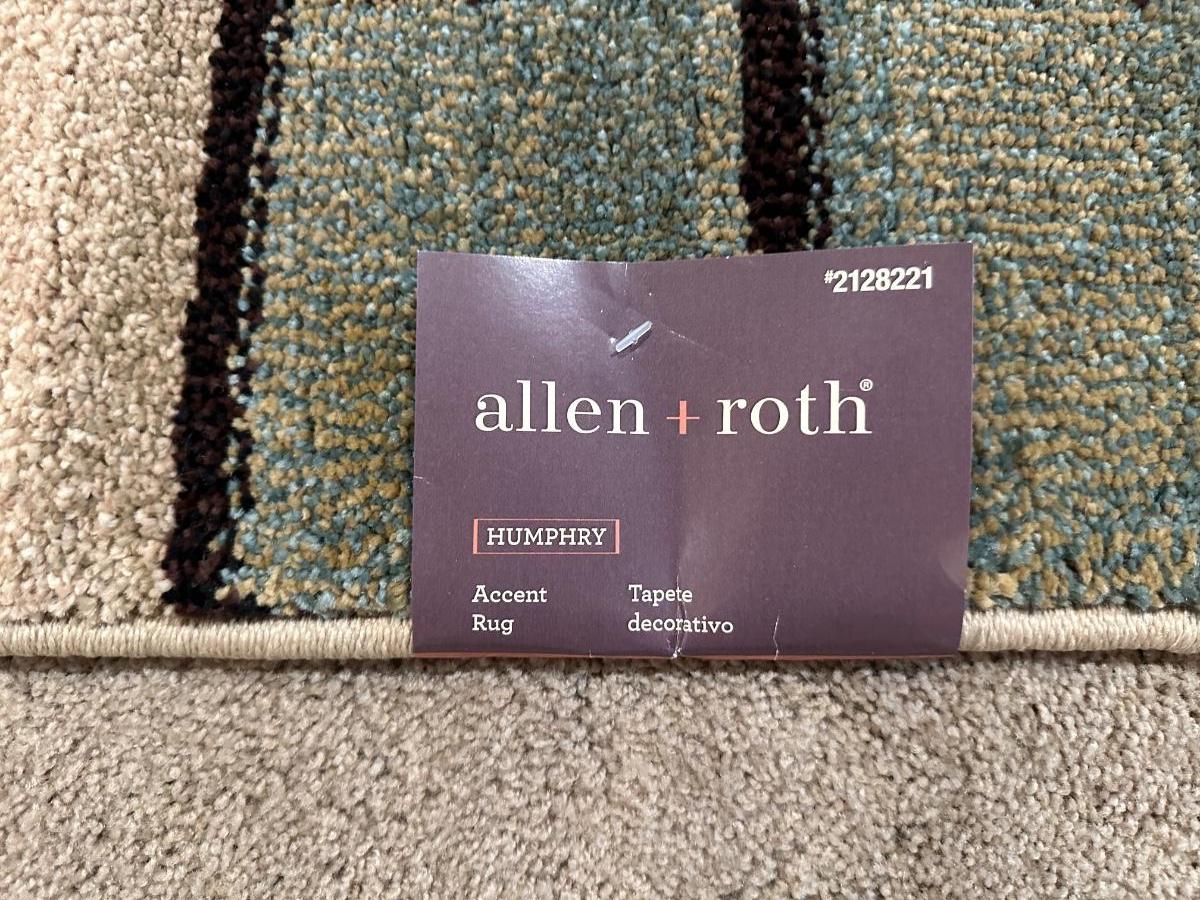 #2128221
allen + roth®
HUMPHRY
Accent Rug
Tapete decorativo